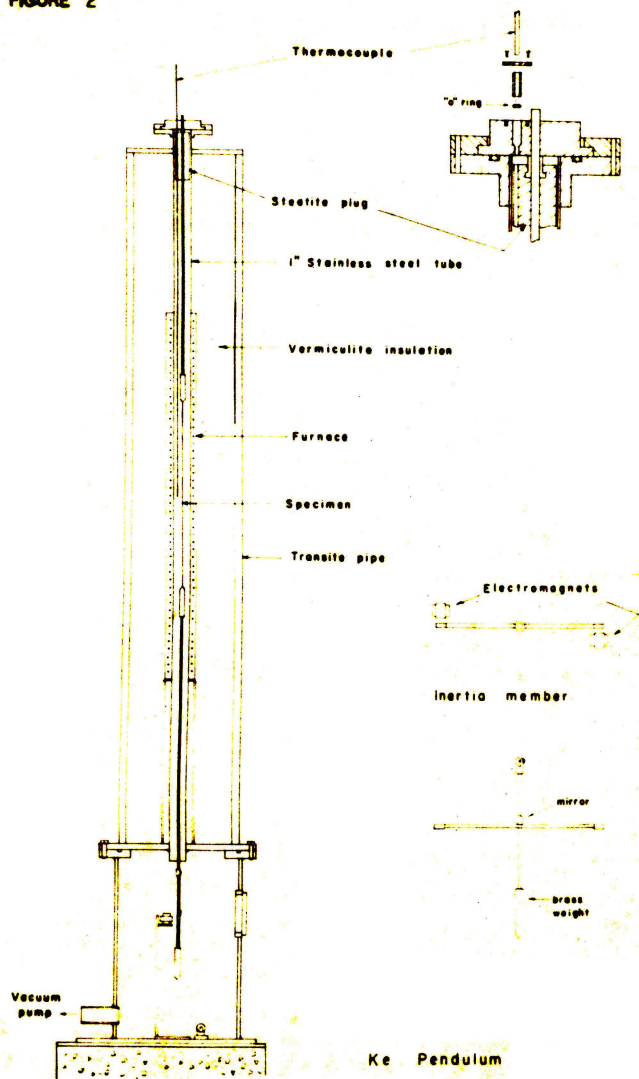 FIGURE 2
Thermocouple
"o" ring
Steatite plug
1" Stainless steel tube
Vermiculite insulation
Furnace
Specimen
Transite pipe
Electromagnets
Inertia member
mirror
brass
weight
Vacuum
pump
Ke Pendulum